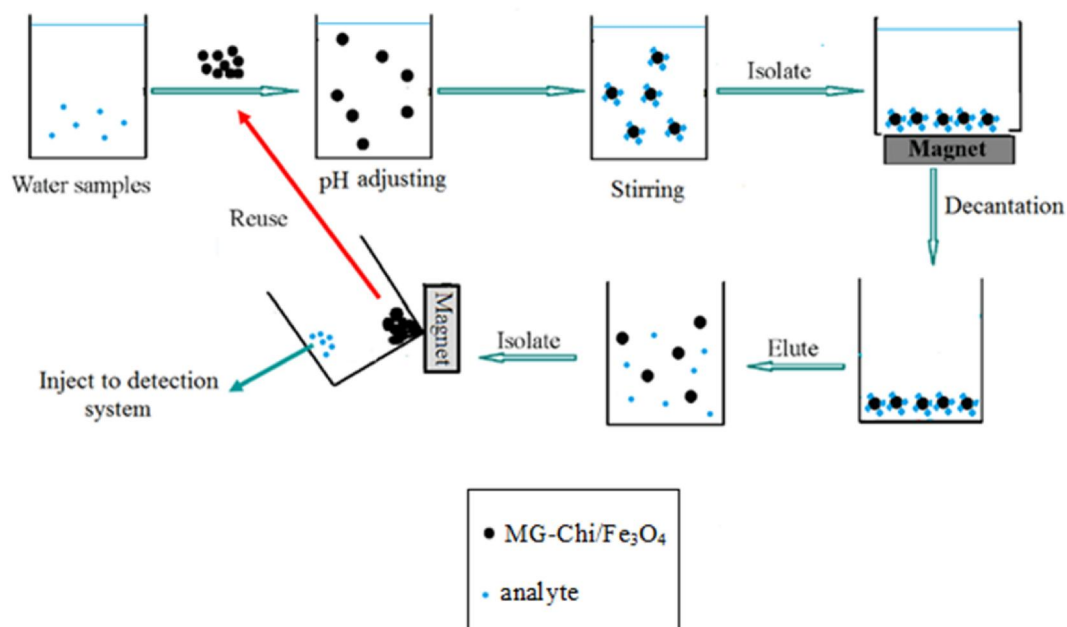 Water samples
pH adjusting
Stirring
Isolate
Magnet
Decantation
Elute
Isolate
Magnet
Reuse
Inject to detection
system
MG-Chi/Fe₃O₄
analyte